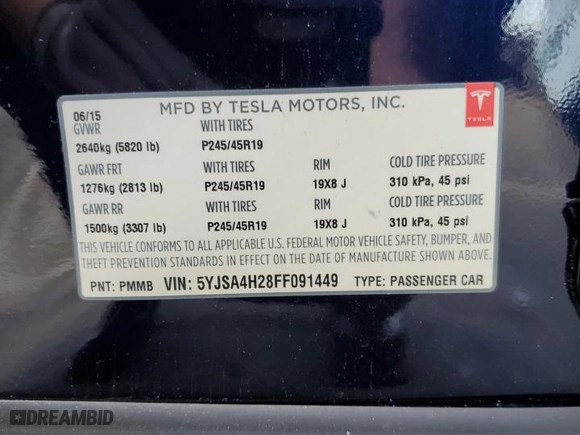 06/15 MFD BY TESLA MOTORS, INC.
TESLA
GVWR WITH TIRES
2640kg (5820 lb) P245/45R19
GAWR FRT WITH TIRES RIM COLD TIRE PRESSURE
1276kg (2813 lb) P245/45R19 19X8 J 310 kPa, 45 psi
GAWR RR WITH TIRES RIM COLD TIRE PRESSURE
1500kg (3307 lb) P245/45R19 19X8 J 310 kPa, 45 psi
THIS VEHICLE CONFORMS TO ALL APPLICABLE U.S. FEDERAL MOTOR VEHICLE SAFETY, BUMPER, AND
THEFT PREVENTION STANDARDS IN EFFECT ON THE DATE OF MANUFACTURE SHOWN ABOVE.
PNT: PMMB VIN: 5YJSA4H28FF091449 TYPE: PASSENGER CAR
DREAMBID